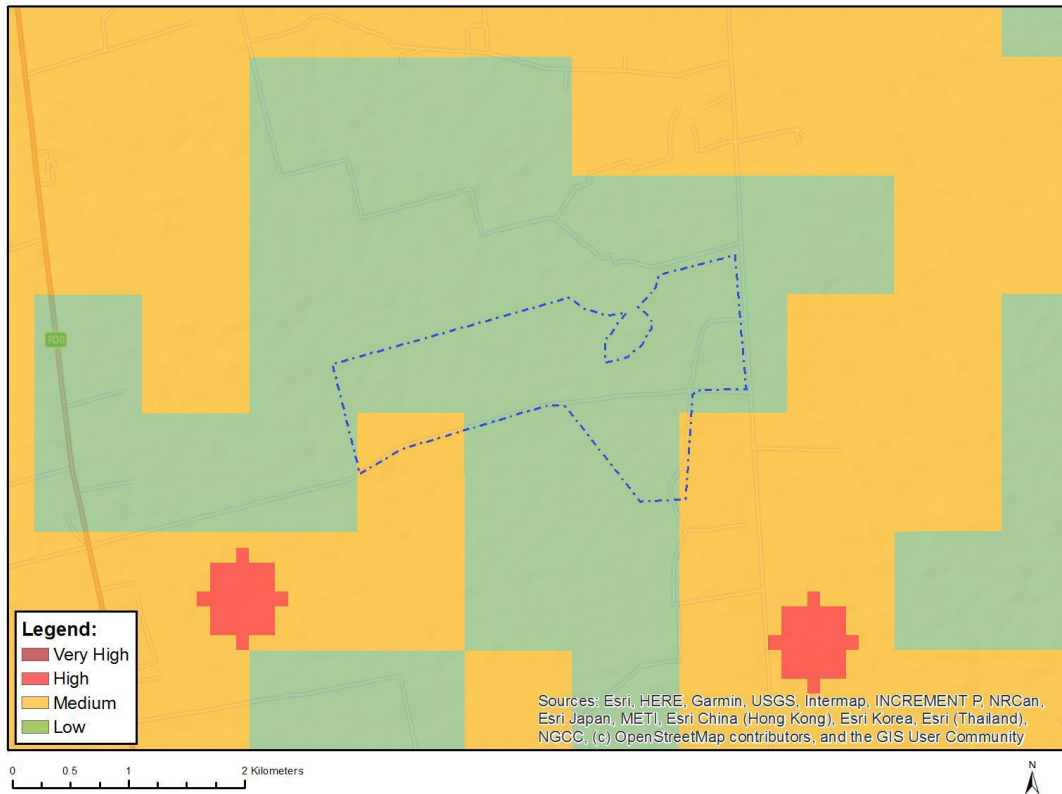 R30
Legend:
Very High
High
Medium
Low
Sources: Esri, HERE, Garmin, USGS, Intermap, INCREMENT P, NRCan,
Esri Japan, METI, Esri China (Hong Kong), Esri Korea, Esri (Thailand),
NGCC, (c) OpenStreetMap contributors, and the GIS User Community
0 0.5 1 2 Kilometers
N